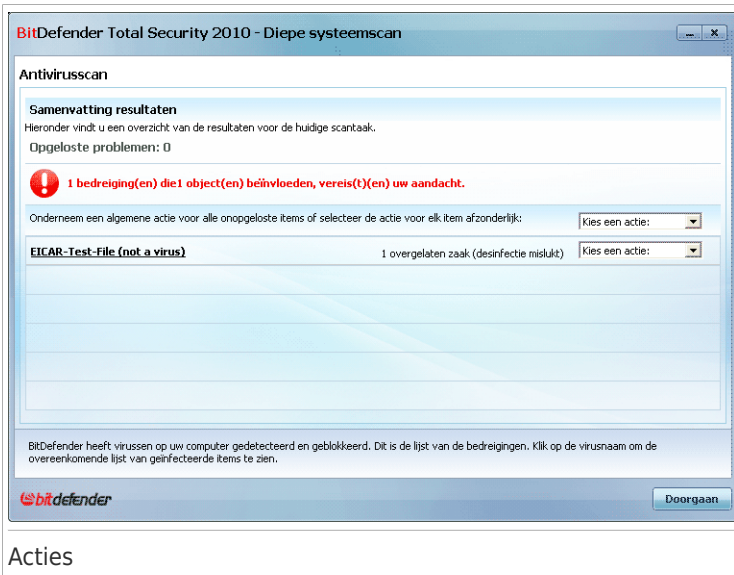 BitDefender Total Security 2010 - Diepe systeemscan
Antivirusscan
Samenvatting resultaten
Hieronder vindt u een overzicht van de resultaten voor de huidige scantaak.
Opgeloste problemen: 0
1 bedreiging(en) die1 object(en) beïnvloeden, vereis(t)(en) uw aandacht.
Onderneem een algemene actie voor alle onopgeloste items of selecteer de actie voor elk item afzonderlijk: Kies een actie:
EICAR-Test-File (not a virus) 1 overgelaten zaak (desinfectie mislukt) Kies een actie:
BitDefender heeft virussen op uw computer gedetecteerd en geblokkeerd. Dit is de lijst van de bedreigingen. Klik op de virusnaam om de
overeenkomende lijst van geïnfecteerde items te zien.
bitdefender Doorgaan
Acties